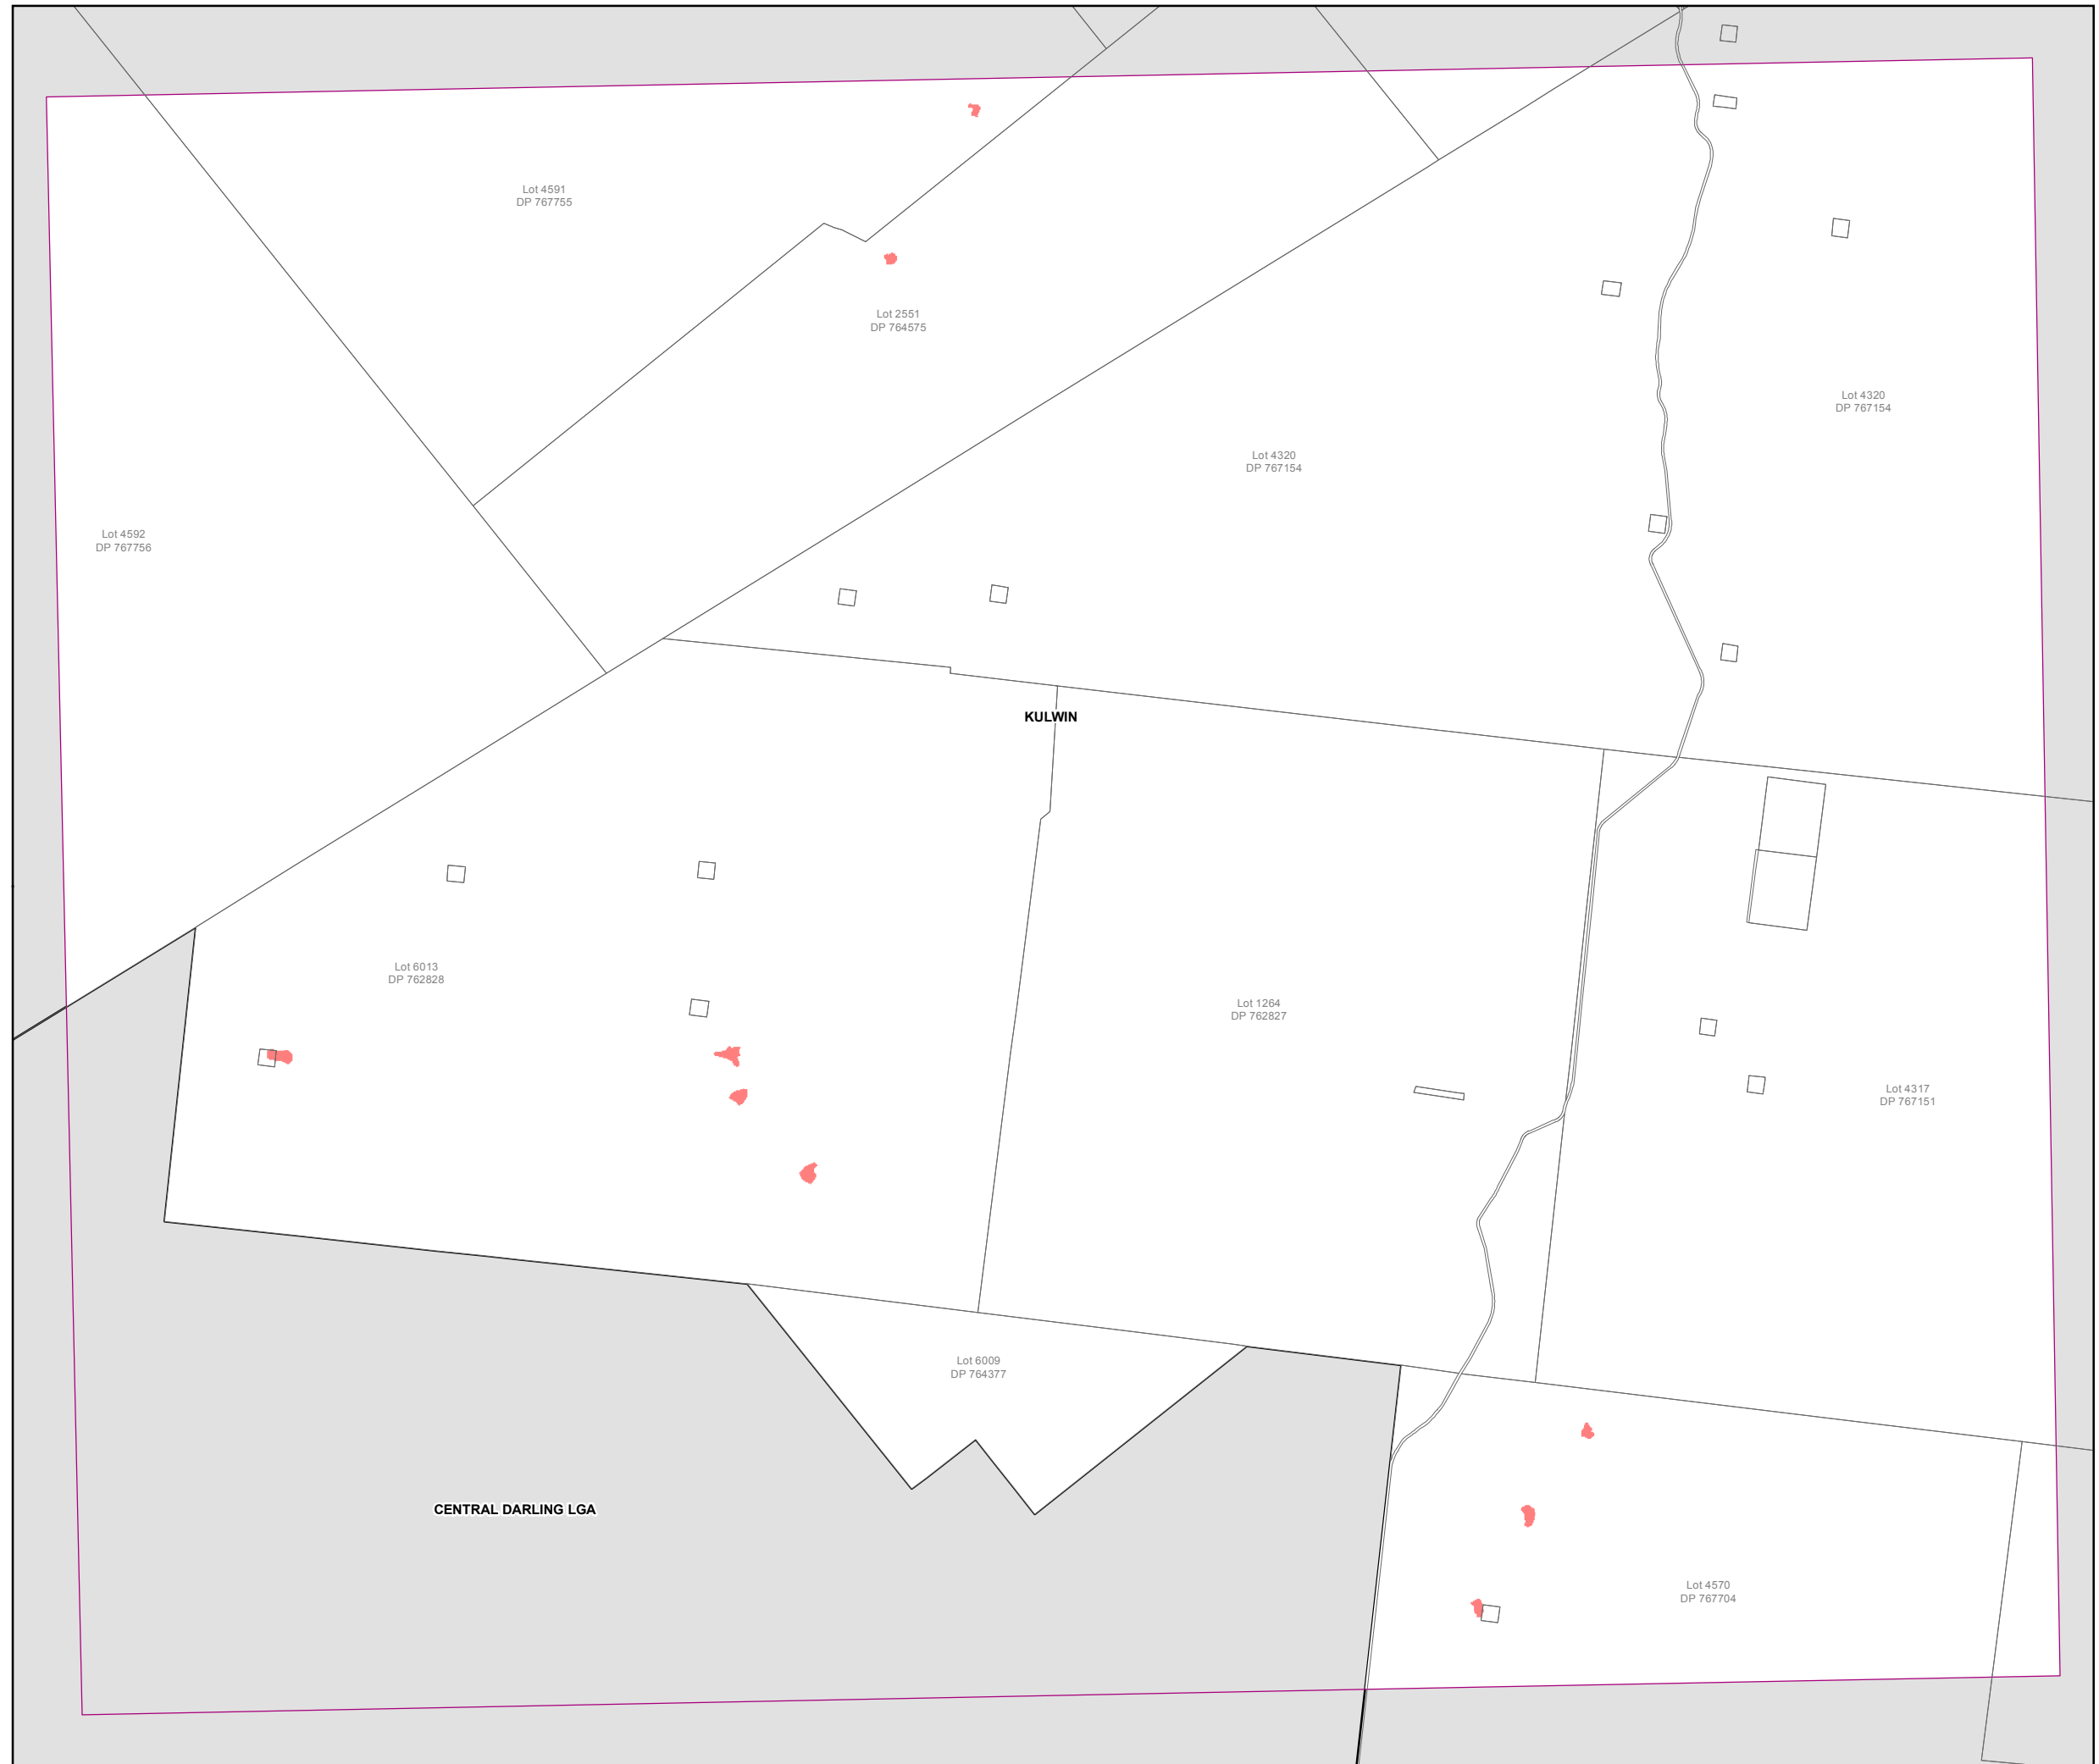 Lot 4591
DP 767755
Lot 2551
DP 764575
Lot 4320
DP 767154
Lot 4320
DP 767154
Lot 4592
DP 767756
KULWIN
Lot 6013
DP 762828
Lot 1264
DP 762827
Lot 4317
DP 767151
Lot 6009
DP 764377
CENTRAL DARLING LGA
Lot 4570
DP 767704